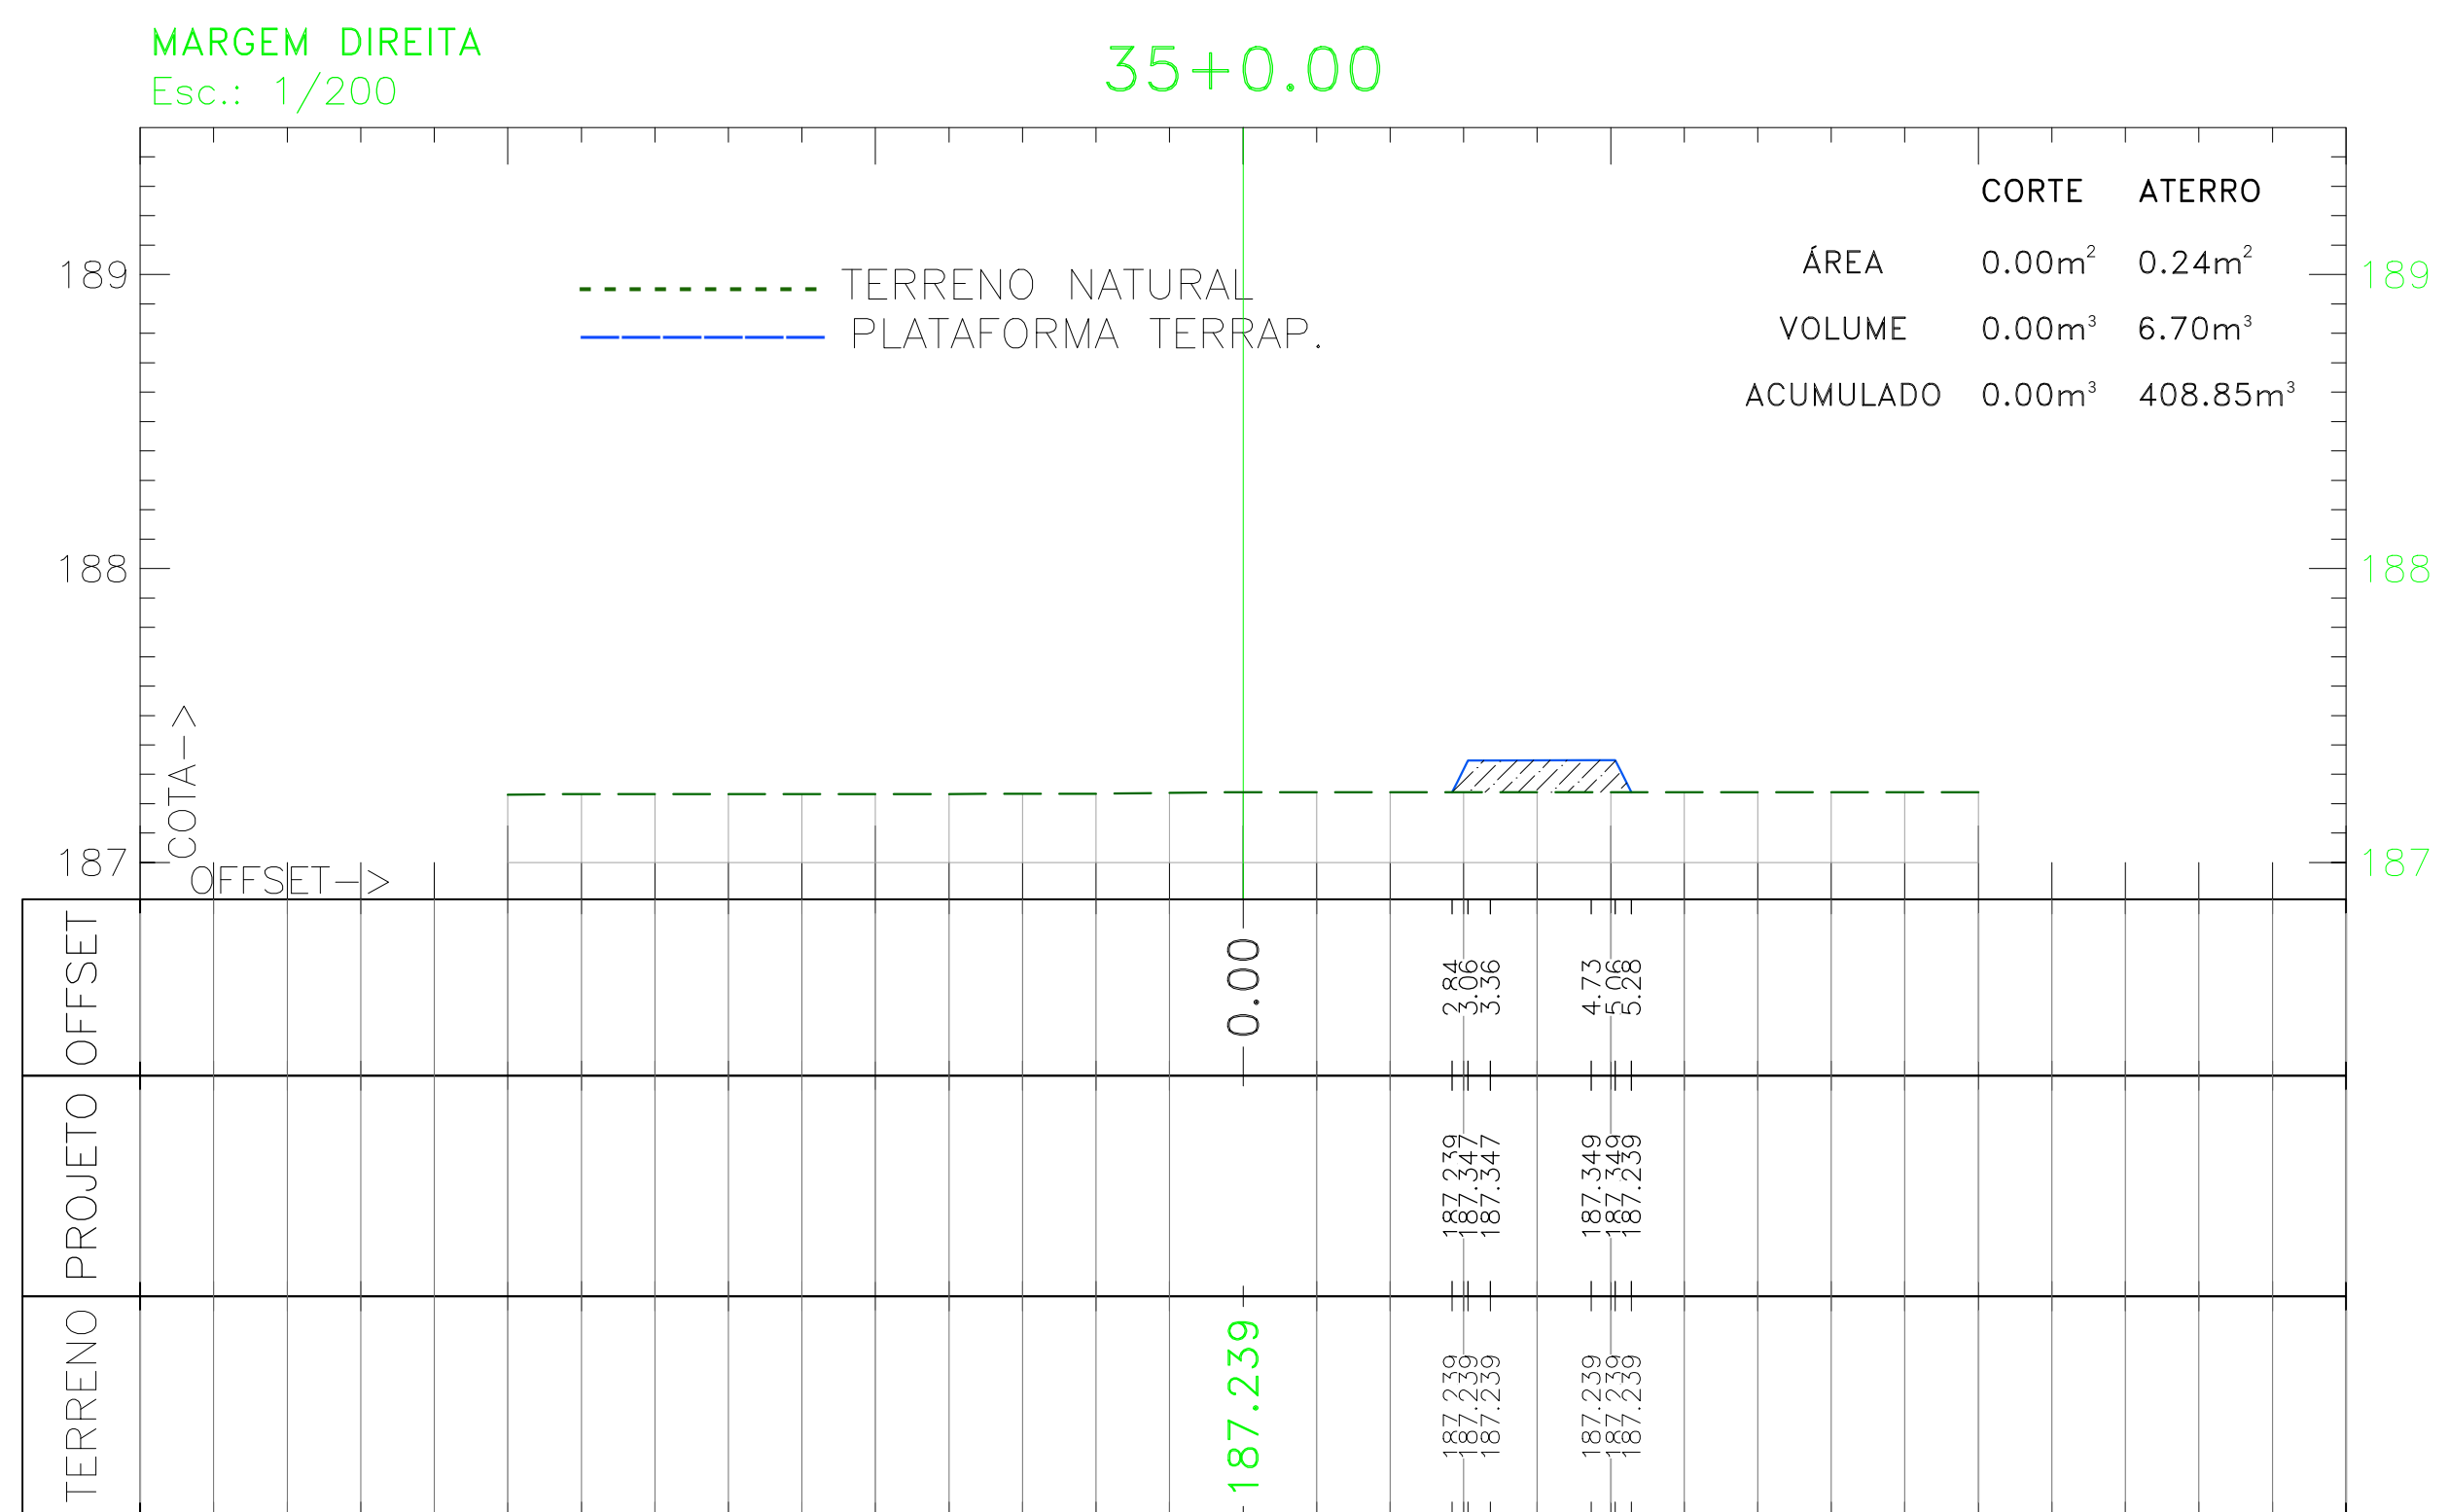 MARGEM DIREITA
Esc.: 1/200
35+0.00
CORTE ATERRO
ÁREA 0.00m² 0.24m²
VOLUME 0.00m³ 6.70m³
ACUMULADO 0.00m³ 408.85m³
TERRENO NATURAL
PLATAFORMA TERRAP.
189 189
188 188
187 187
COTA-->
OFFSET-->
OFFSET 0.00 2.84 3.06 3.36 4.73 5.06 5.28
PROJETO 187.239 187.347 187.347 187.349 187.349 187.239
TERRENO 187.239 187.239 187.239 187.239 187.239 187.239 187.239